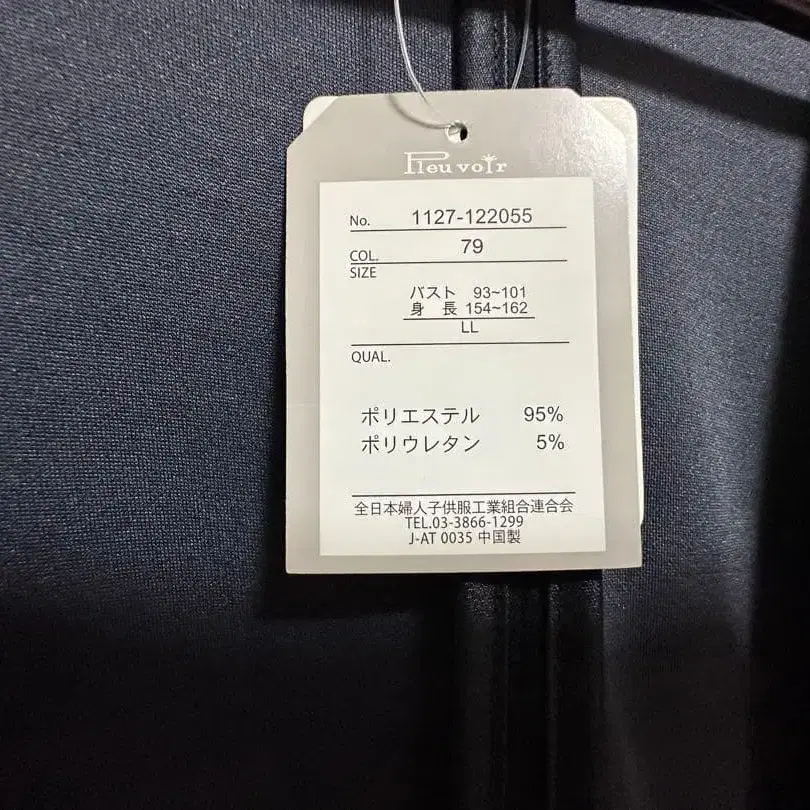 Pleuvoir
No. 1127-122055
COL. 79
SIZE
バスト 93~101
身 長 154~162
LL
QUAL.
ポリエステル 95%
ポリウレタン 5%
全日本婦人子供服工業組合連合会
TEL.03-3866-1299
J-AT 0035 中国製